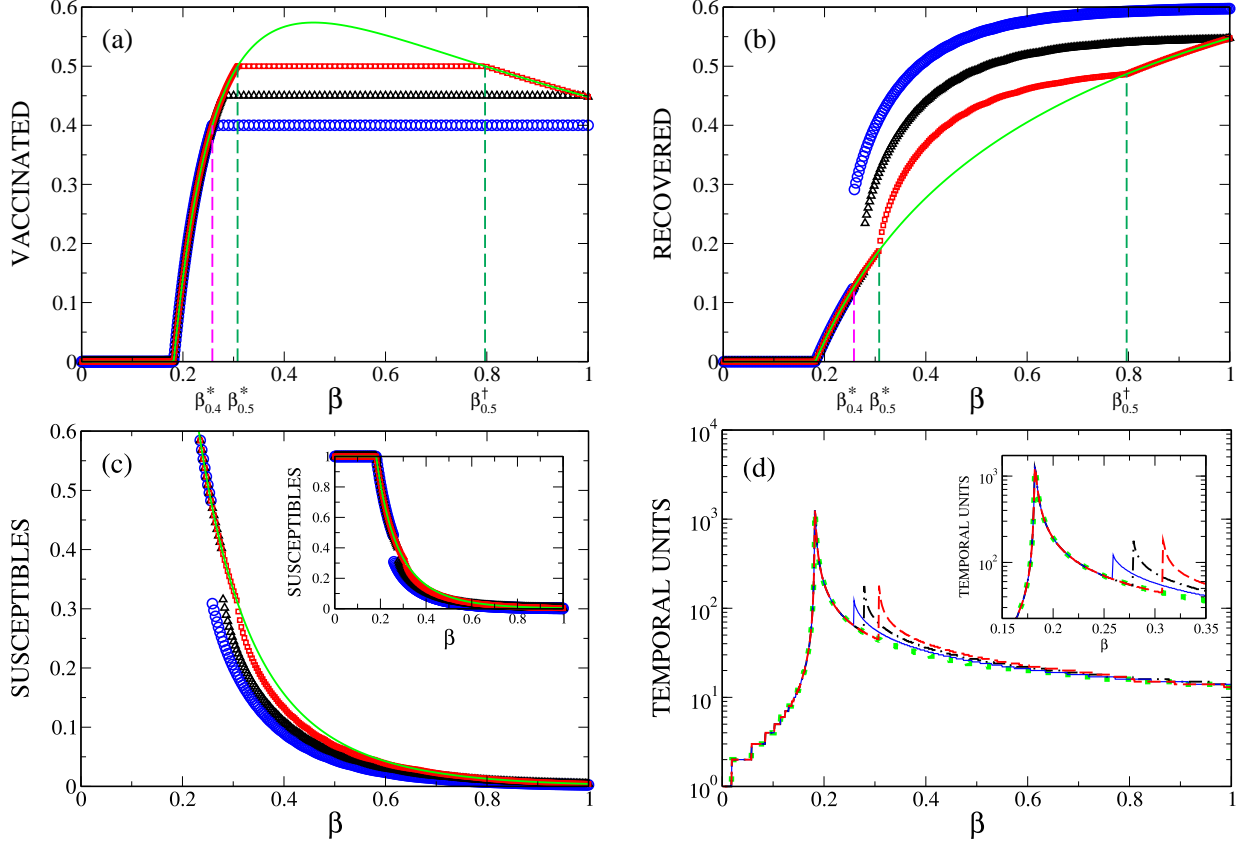 (a)
VACCINATED
0.6
0.5
0.4
0.3
0.2
0.1
0
0 0.2 0.4 0.6 0.8 1
β*0.4 β*0.5 β β†0.5
(b)
RECOVERED
0.6
0.5
0.4
0.3
0.2
0.1
0
0 0.2 0.4 0.6 0.8 1
β*0.4 β*0.5 β β†0.5
(c)
SUSCEPTIBLES
0.6
0.5
0.4
0.3
0.2
0.1
0
0 0.2 0.4 0.6 0.8 1
β
SUSCEPTIBLES
1
0.8
0.6
0.4
0.2
0
0 0.2 0.4 0.6 0.8 1
β
(d)
TEMPORAL UNITS
10^4
10^3
10^2
10^1
10^0
0 0.2 0.4 0.6 0.8 1
β
TEMPORAL UNITS
10^3
10^2
0.15 0.2 0.25 0.3 0.35
β